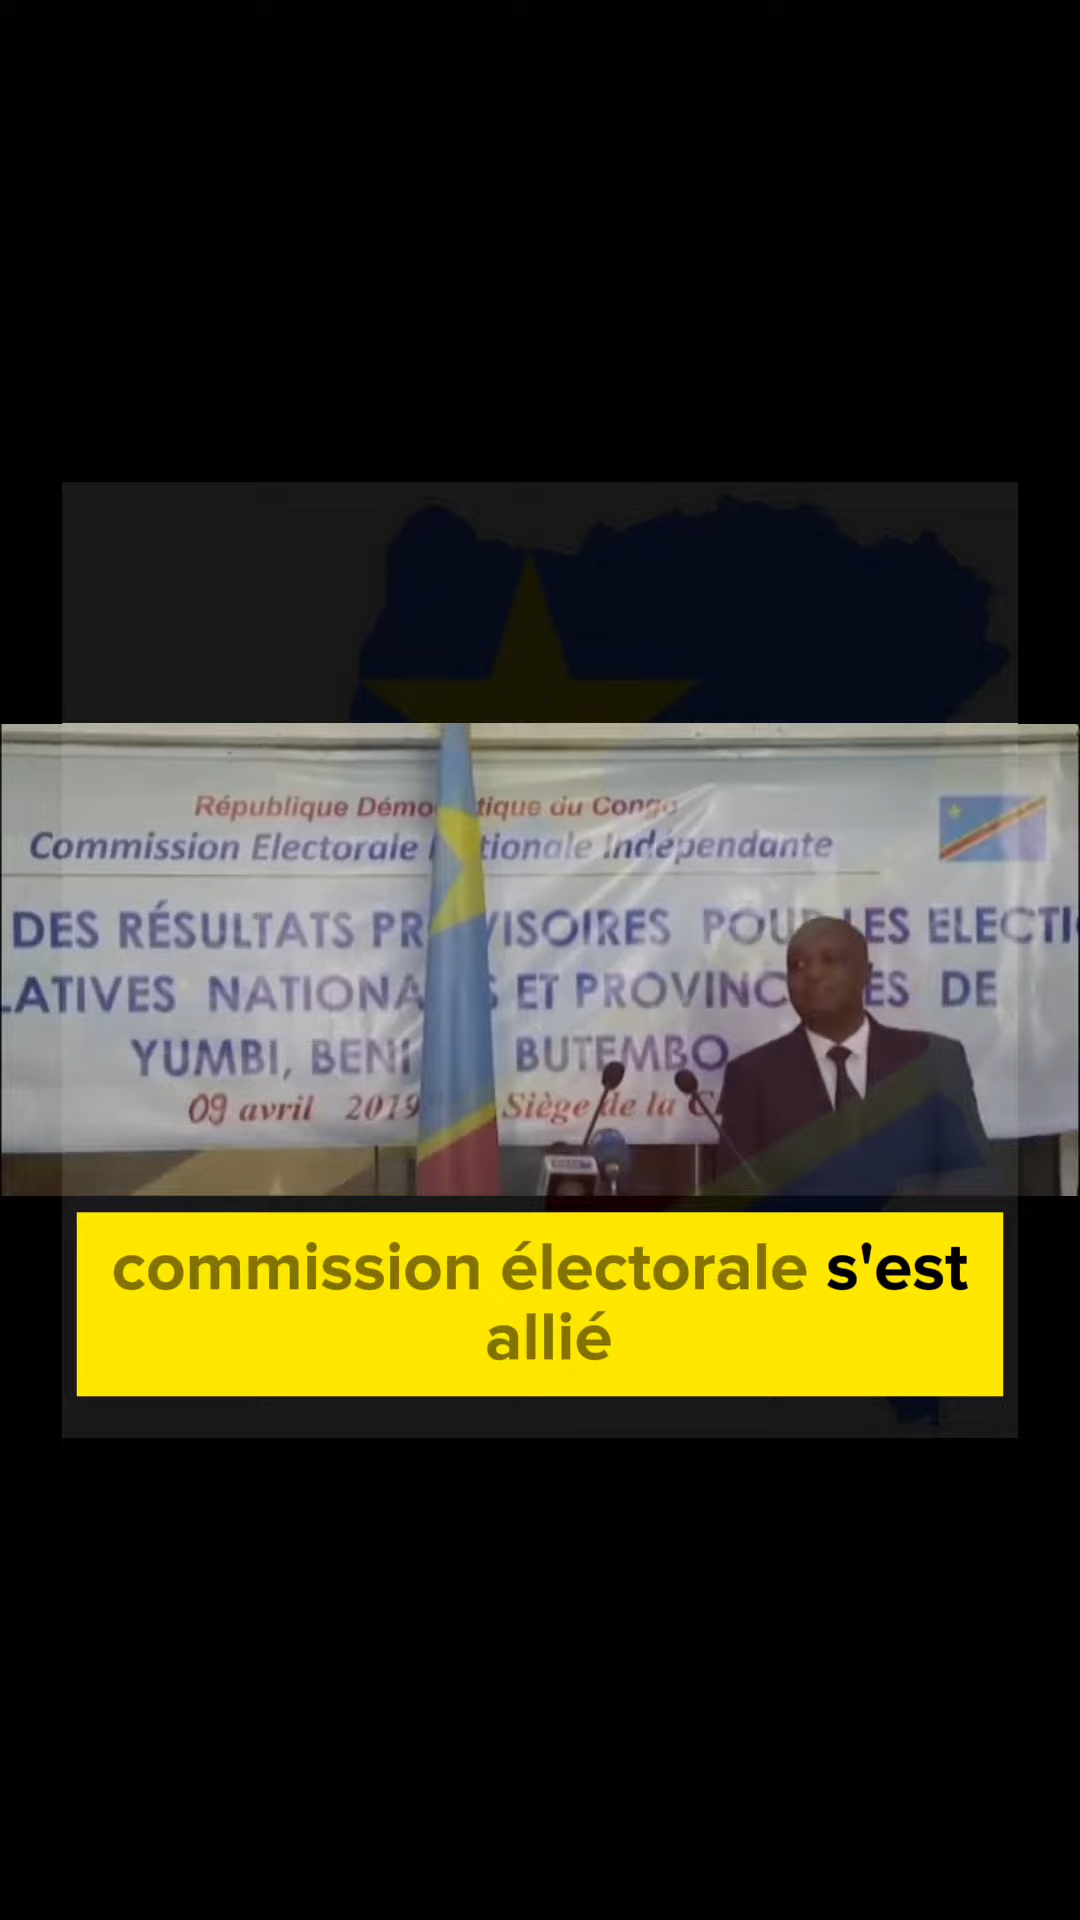 République Démo tique du Congo
Commission Electorale tionale Indépendante
DES RÉSULTATS PR VISOIRES POUR LES ELECTI
LATIVES NATIONA S ET PROVINC ES DE
YUMBI, BENI BUTEMBO
09 avril 2019 Siège de la C
commission électorale s'est
allié